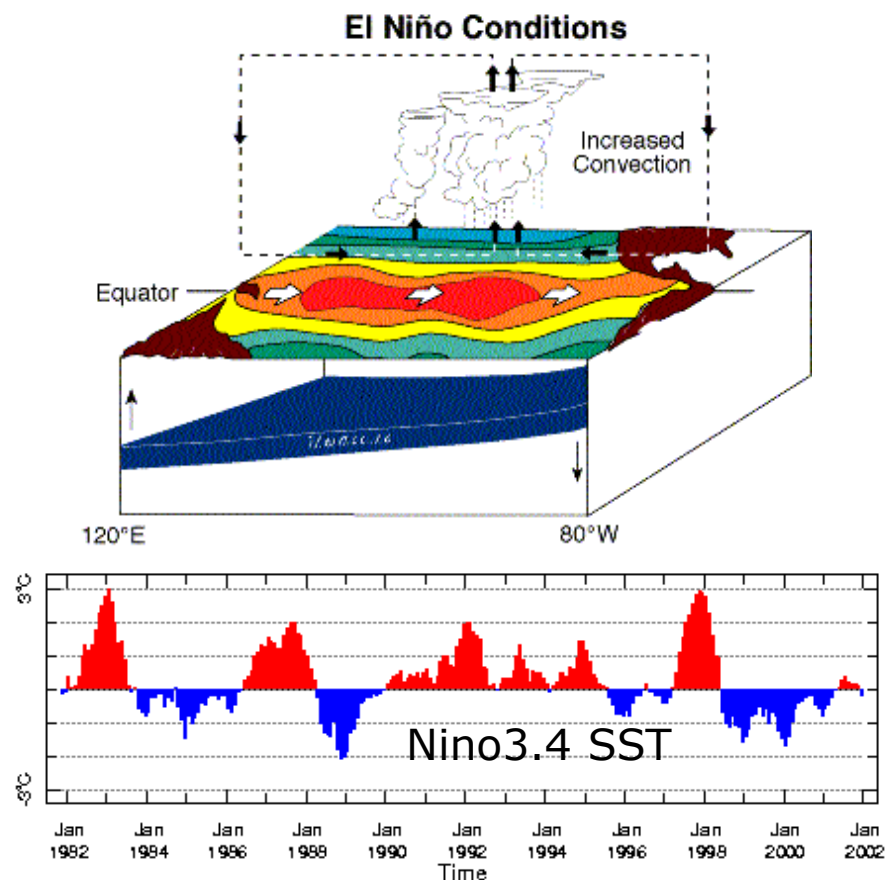 El Niño Conditions
Increased
Convection
Equator
120°E
80°W
3°C
-3°C
Nino3.4 SST
Jan Jan Jan Jan Jan Jan Jan Jan Jan Jan Jan
1982 1984 1986 1988 1990 1992 1994 1996 1998 2000 2002
Time